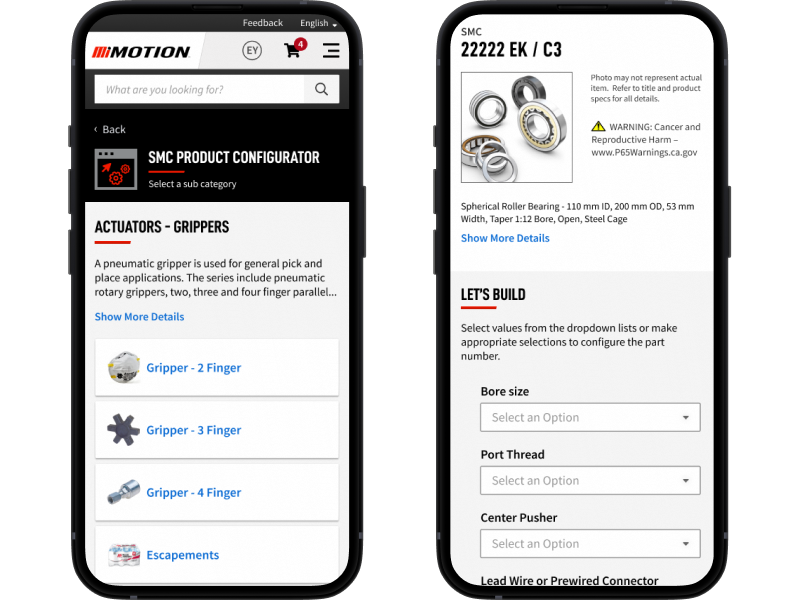 Feedback English
MiMOTION
EY
4
What are you looking for?
‹ Back
SMC PRODUCT CONFIGURATOR
Select a sub category
ACTUATORS - GRIPPERS
A pneumatic gripper is used for general pick and
place applications. The series include pneumatic
rotary grippers, two, three and four finger parallel...
Show More Details
Gripper - 2 Finger
Gripper - 3 Finger
Gripper - 4 Finger
Escapements
SMC
22222 EK / C3
Photo may not represent actual
item. Refer to title and product
specs for all details.
WARNING: Cancer and
Reproductive Harm –
www.P65Warnings.ca.gov
Spherical Roller Bearing - 110 mm ID, 200 mm OD, 53 mm
Width, Taper 1:12 Bore, Open, Steel Cage
Show More Details
LET'S BUILD
Select values from the dropdown lists or make
appropriate selections to configure the part
number.
Bore size
Select an Option
Port Thread
Select an Option
Center Pusher
Select an Option
Lead Wire or Prewired Connector